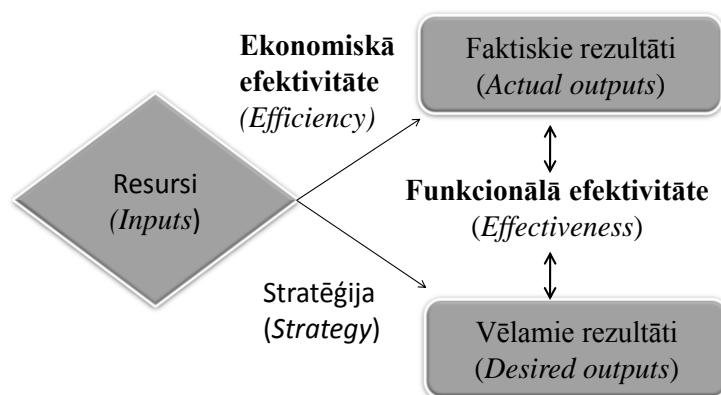 Ekonomiskā
efektivitāte
(Efficiency)
Faktiskie rezultāti
(Actual outputs)
Resursi
(Inputs)
Funkcionālā efektivitāte
(Effectiveness)
Stratēģija
(Strategy)
Vēlamie rezultāti
(Desired outputs)